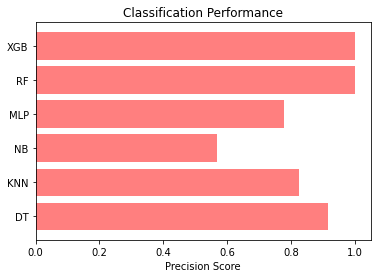 Classification Performance
XGB
RF
MLP
NB
KNN
DT
0.0 0.2 0.4 0.6 0.8 1.0
Precision Score